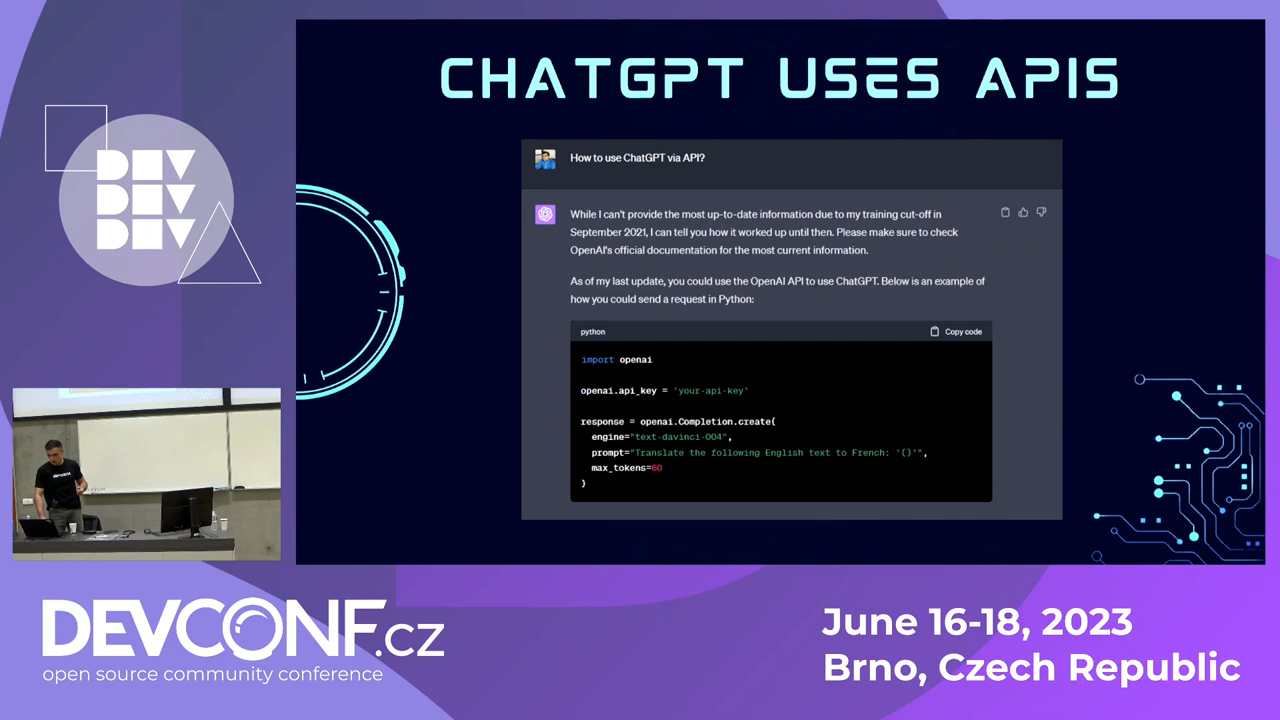 CHATGPT USES APIS
How to use ChatGPT via API?
While I can't provide the most up-to-date information due to my training cut-off in
September 2021, I can tell you how it worked up until then. Please make sure to check
OpenAI's official documentation for the most current information.
As of my last update, you could use the OpenAI API to use ChatGPT. Below is an example of
how you could send a request in Python:
python
Copy code
import openai
openai.api_key = 'your-api-key'
response = openai.Completion.create(
engine="text-davinci-004",
prompt="Translate the following English text to French: '{}'",
max_tokens=60
)
DEV
DEV
DEV
DEVCONF.cz
open source community conference
June 16-18, 2023
Brno, Czech Republic